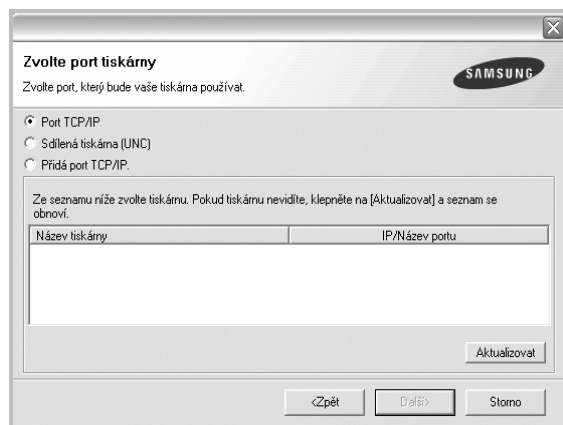 Zvolte port tiskárny
Zvolte port, který bude vaše tiskárna používat.
SAMSUNG
Port TCP/IP
Sdílená tiskárna (UNC)
Přidá port TCP/IP.
Ze seznamu níže zvolte tiskárnu. Pokud tiskárnu nevidíte, klepněte na [Aktualizovat] a seznam se
obnoví.
Název tiskárny IP/Název portu
Aktualizovat
<Zpět Další> Storno